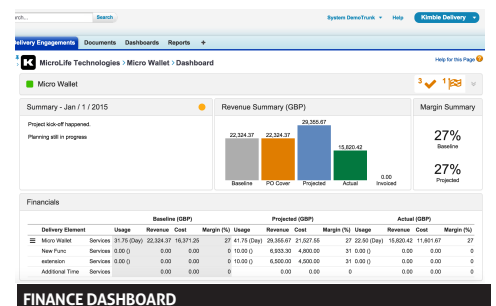 rch...
Search
System DemoTrunk
Help
Kimble Delivery
Delivery Engagements Documents Dashboards Reports +
MicroLife Technologies > Micro Wallet > Dashboard
Help for this Page
Micro Wallet
3 1
Summary - Jan / 1 / 2015
Revenue Summary (GBP)
Margin Summary
Project kick-off happened.
Planning still in progress
22,324.37 22,324.37 29,355.67 15,820.42 0.00
Baseline PO Cover Projected Actual Invoiced
27%
Baseline
27%
Projected
Financials
Baseline (GBP) Projected (GBP) Actual (GBP)
Delivery Element Usage Revenue Cost Margin (%) Usage Revenue Cost Margin (%) Usage Revenue Cost Margin (%)
Micro Wallet Services 31.75 (Day) 22,324.37 16,371.25 27 41.75 (Day) 29,355.67 21,527.55 27 22.50 (Day) 15,820.42 11,601.67 27
New Func Services 0.00 () 0.00 0.00 0 10.00 () 6,933.30 4,800.00 31 0.00 () 0.00 0.00 0
extension Services 0.00 () 0.00 0.00 0 10.00 () 6,500.00 4,500.00 31 0.00 () 0.00 0.00 0
Additional Time Services 0.00 0.00 0 0.00 0.00 0 0.00 0.00 0
FINANCE DASHBOARD